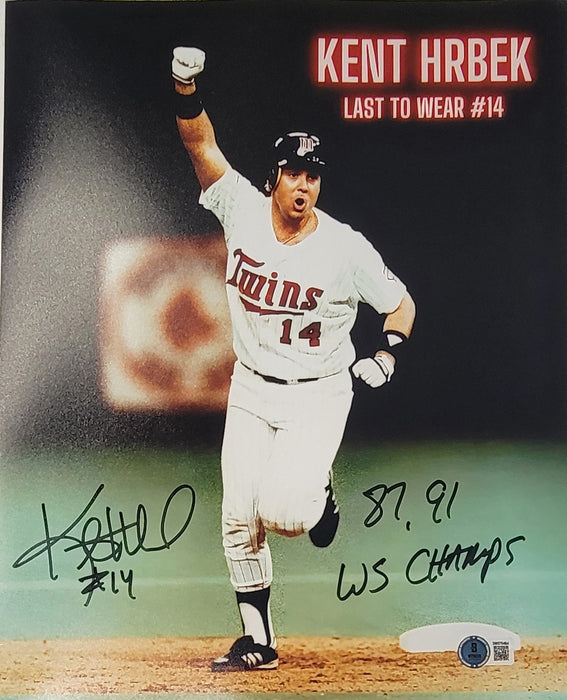 KENT HRBEK
LAST TO WEAR #14
Twins
14
#14
87, 91
WS CHAMPS